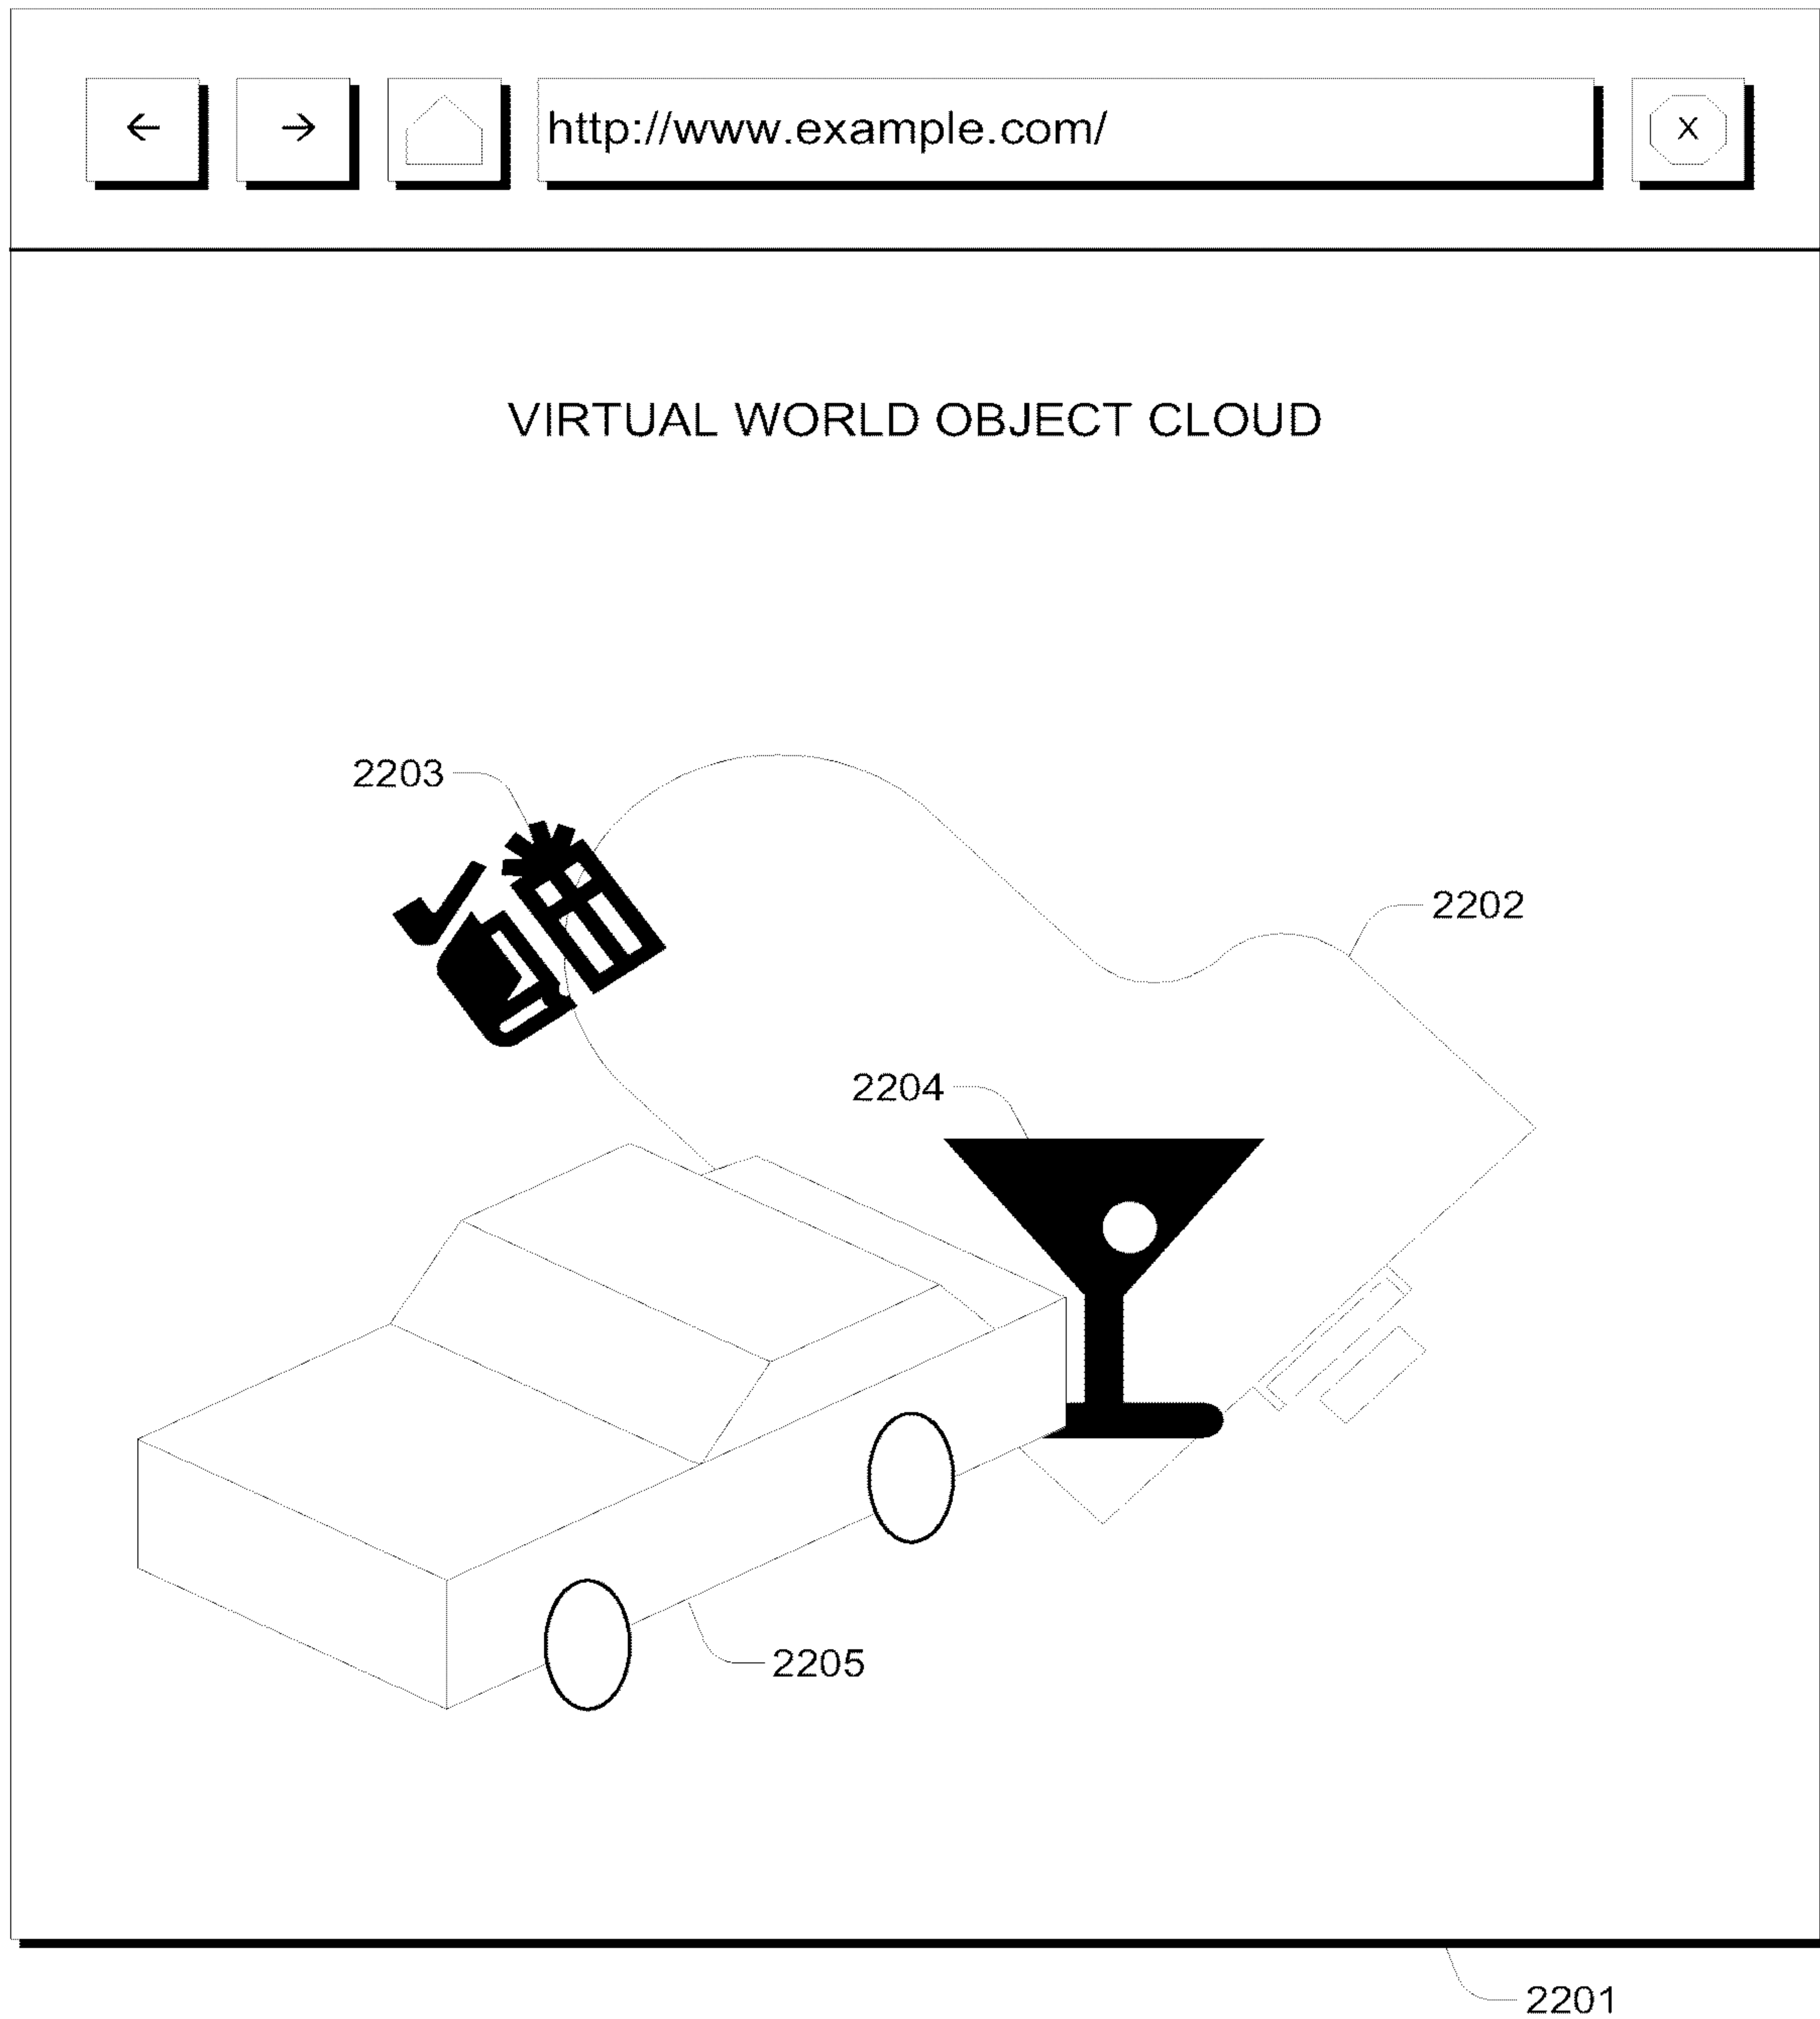 http://www.example.com/
X
VIRTUAL WORLD OBJECT CLOUD
2203
2202
2204
2205
2201